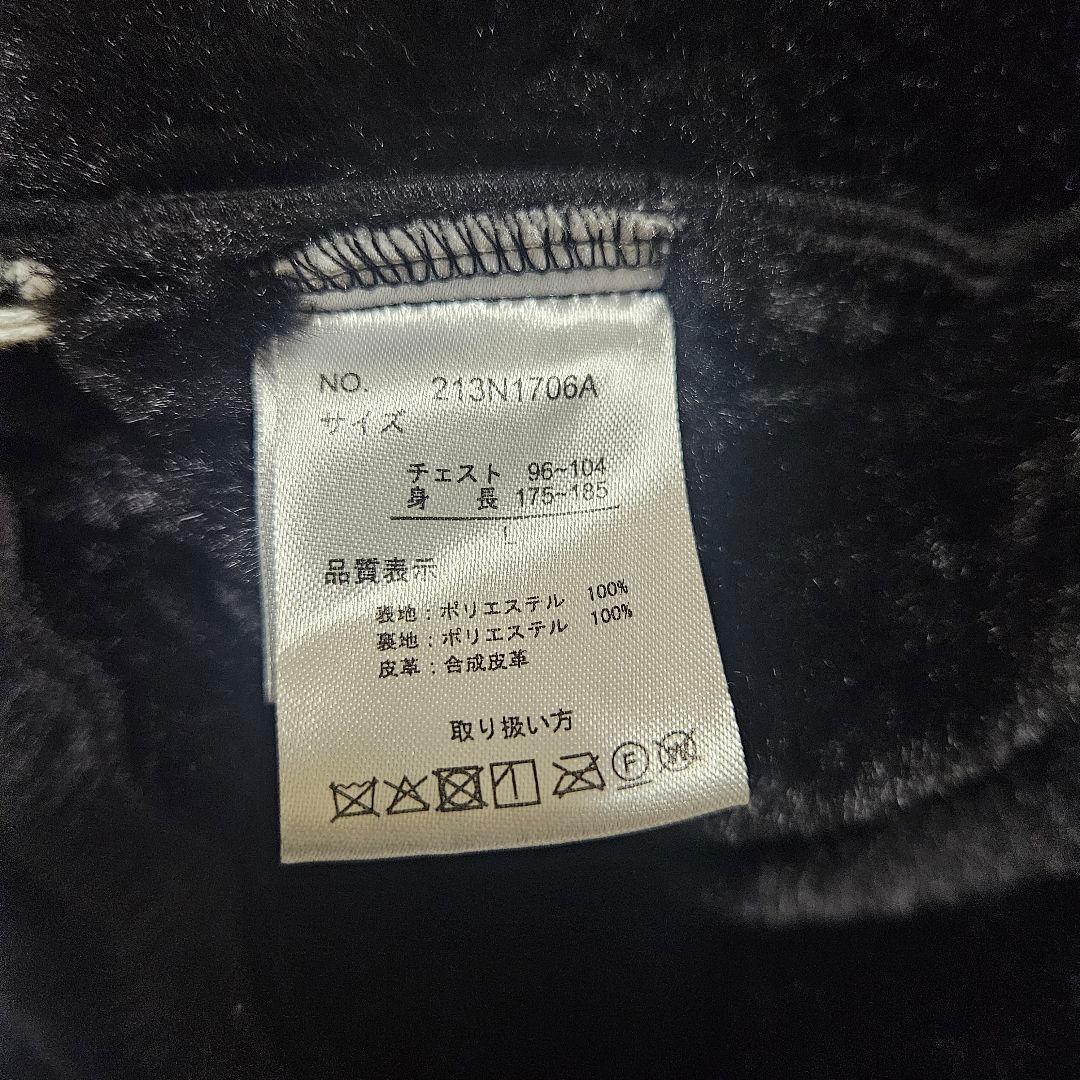 NO. 213N1706A
サイズ
チェスト 96~104
身 長 175~185
L
品質表示
表地:ポリエステル 100%
裏地:ポリエステル 100%
皮革:合成皮革
取り扱い方
F W